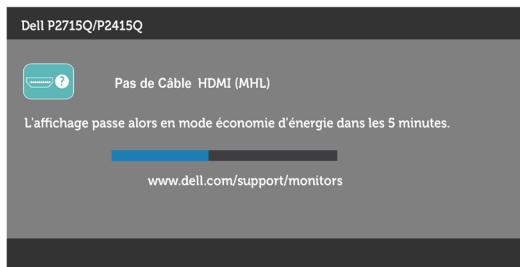 Dell P2715Q/P2415Q
?
Pas de Câble HDMI (MHL)
L'affichage passe alors en mode économie d'énergie dans les 5 minutes.
www.dell.com/support/monitors